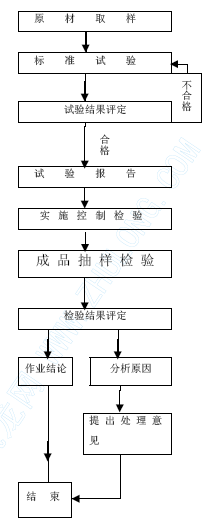 原材取样
标准试验
不合格
试验结果评定
合格
试验报告
实施控制检验
成品抽样检验
检验结果评定
作业结论
分析原因
提出处理意
见
结束